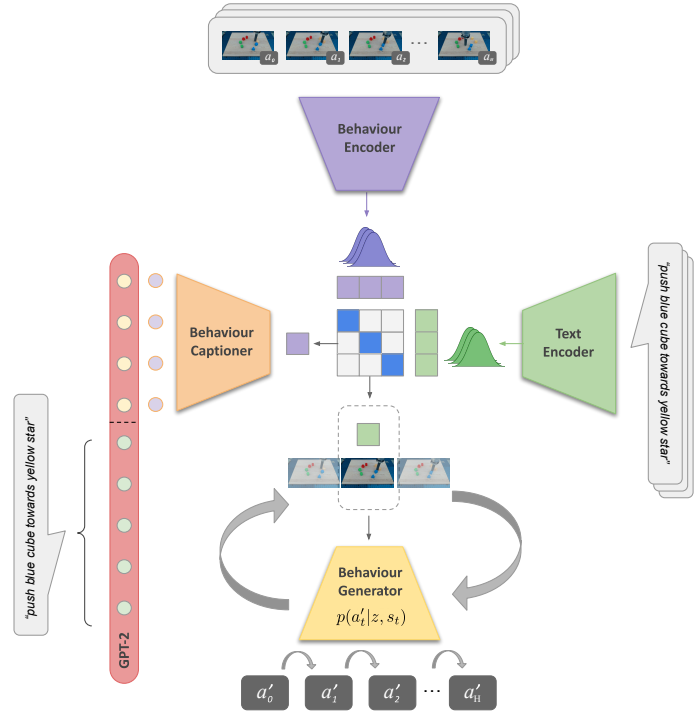 a₀ a₁ a₂ ... aₙ
Behaviour
Encoder
Behaviour
Captioner
Text
Encoder
"push blue cube towards yellow star"
"push blue cube towards yellow star"
GPT-2
Behaviour
Generator
p(a′ₜ|z, sₜ)
a′₀ a′₁ a′₂ ... a′_H